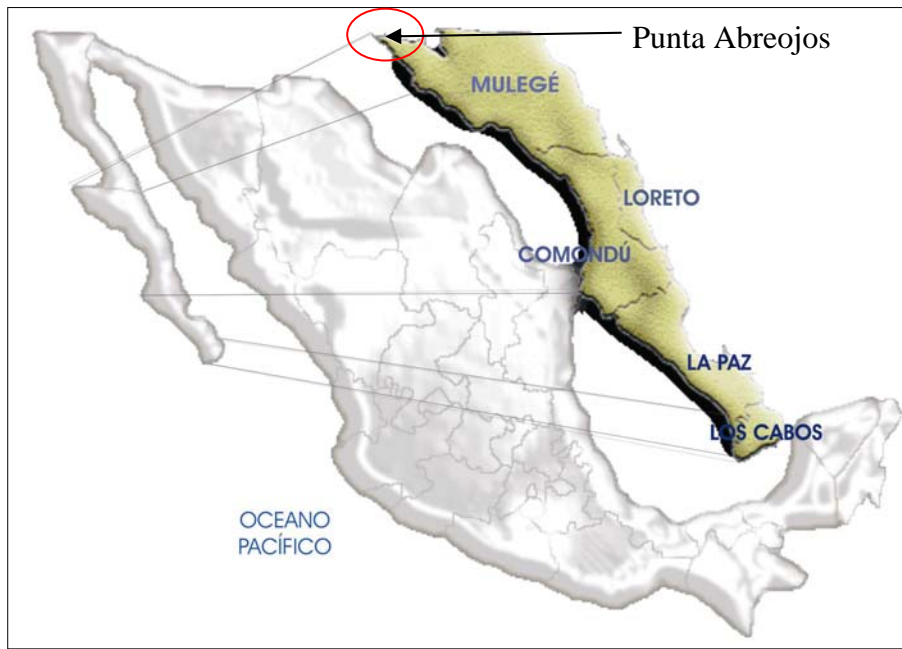 Punta Abreojos
MULEGÉ
LORETO
COMONDÚ
LA PAZ
LOS CABOS
OCEANO
PACÍFICO